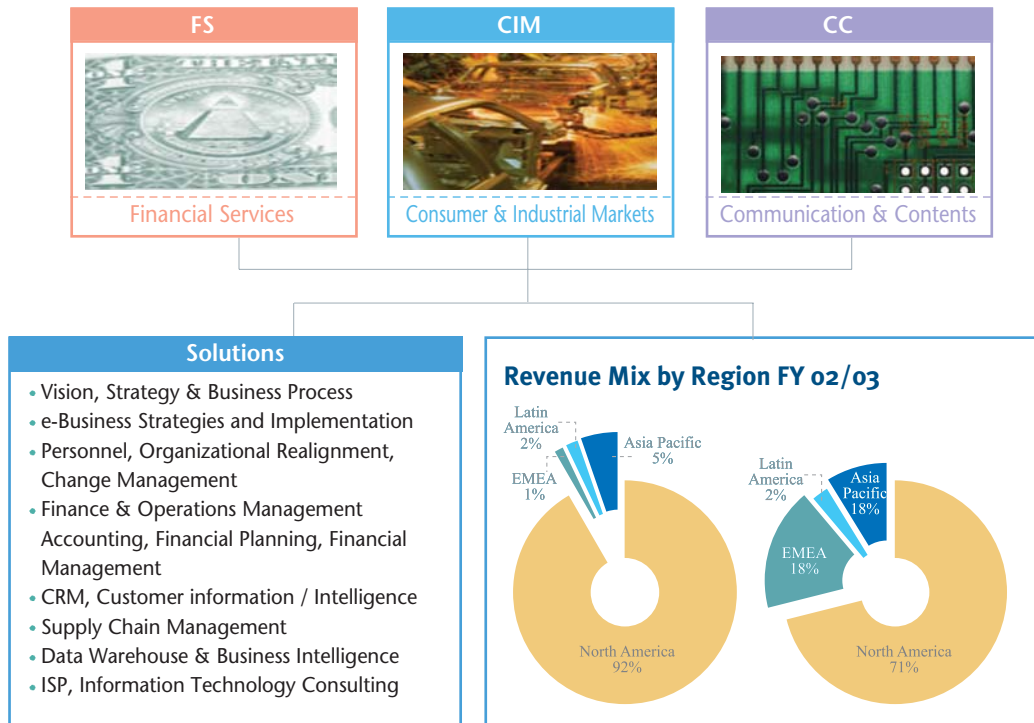 FS
CIM
CC
Financial Services
Consumer & Industrial Markets
Communication & Contents
Solutions
• Vision, Strategy & Business Process
• e-Business Strategies and Implementation
• Personnel, Organizational Realignment,
Change Management
• Finance & Operations Management
Accounting, Financial Planning, Financial
Management
• CRM, Customer information / Intelligence
• Supply Chain Management
• Data Warehouse & Business Intelligence
• ISP, Information Technology Consulting
Revenue Mix by Region FY 02/03
Latin
America
2%
Asia Pacific
5%
EMEA
1%
North America
92%
Latin
America
2%
Asia
Pacific
18%
EMEA
18%
North America
71%